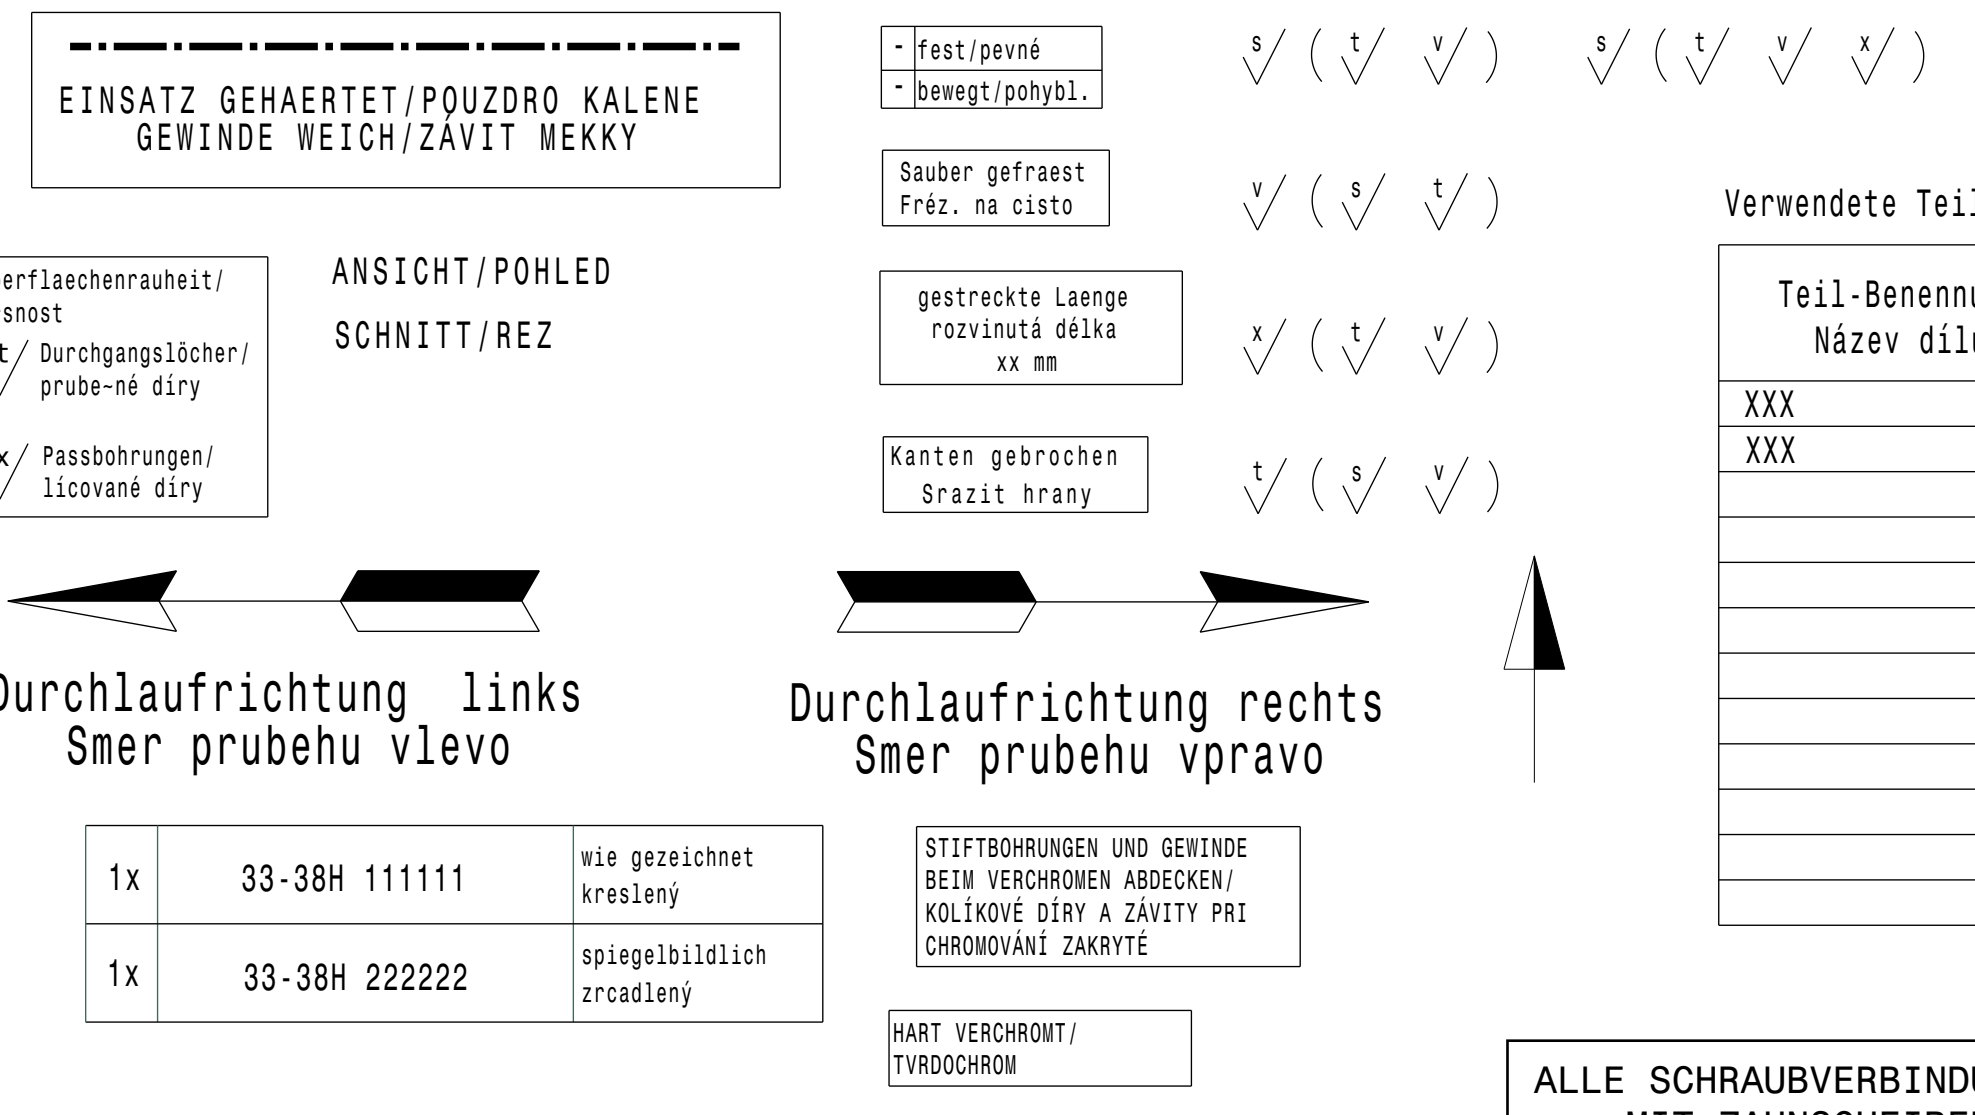 EINSATZ GEHAERTET/POUZDRO KALENE
GEWINDE WEICH/ZÁVIT MEKKY
- fest/pevné
- bewegt/pohybl.
s ( t v )
s ( t v x )
Sauber gefraest
Fréz. na cisto
v ( s t )
Verwendete Teil
erflaechenrauheit/
snost
t Durchgangslöcher/
prube~né díry
x Passbohrungen/
lícované díry
ANSICHT/POHLED
SCHNITT/REZ
gestreckte Laenge
rozvinutá délka
xx mm
x ( t v )
Teil-Benennu
Název dílu
XXX
XXX
Kanten gebrochen
Srazit hrany
t ( s v )
Durchlaufrichtung links
Smer prubehu vlevo
Durchlaufrichtung rechts
Smer prubehu vpravo
1x 33-38H 111111 wie gezeichnet
kreslený
1x 33-38H 222222 spiegelbildlich
zrcadlený
STIFTBOHRUNGEN UND GEWINDE
BEIM VERCHROMEN ABDECKEN/
KOLÍKOVÉ DÍRY A ZÁVITY PRI
CHROMOVÁNÍ ZAKRYTÉ
HART VERCHROMT/
TVRDOCHROM
ALLE SCHRAUBVERBINDU